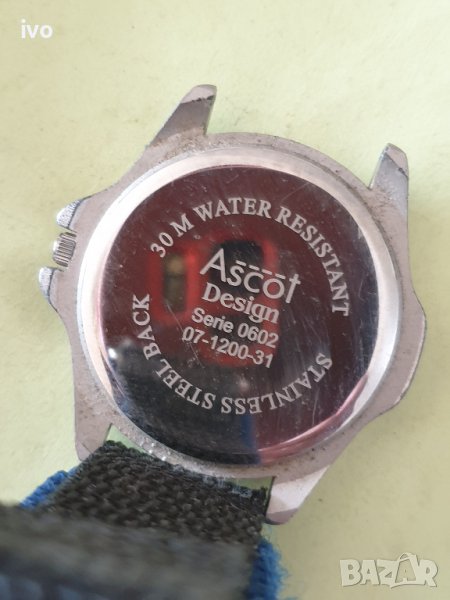 ivo
30 M WATER RESISTANT
Ascot
Design
Serie 0602
07-1200-31
STAINLESS STEEL BACK
BAZAR